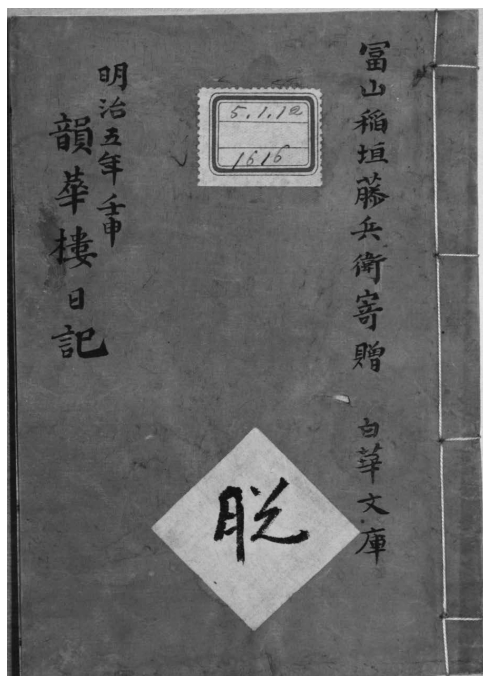 富山稲垣藤兵衛寄贈 白華文庫
5.1.12
1616
明治五年壬申
韻華樓日記
脱